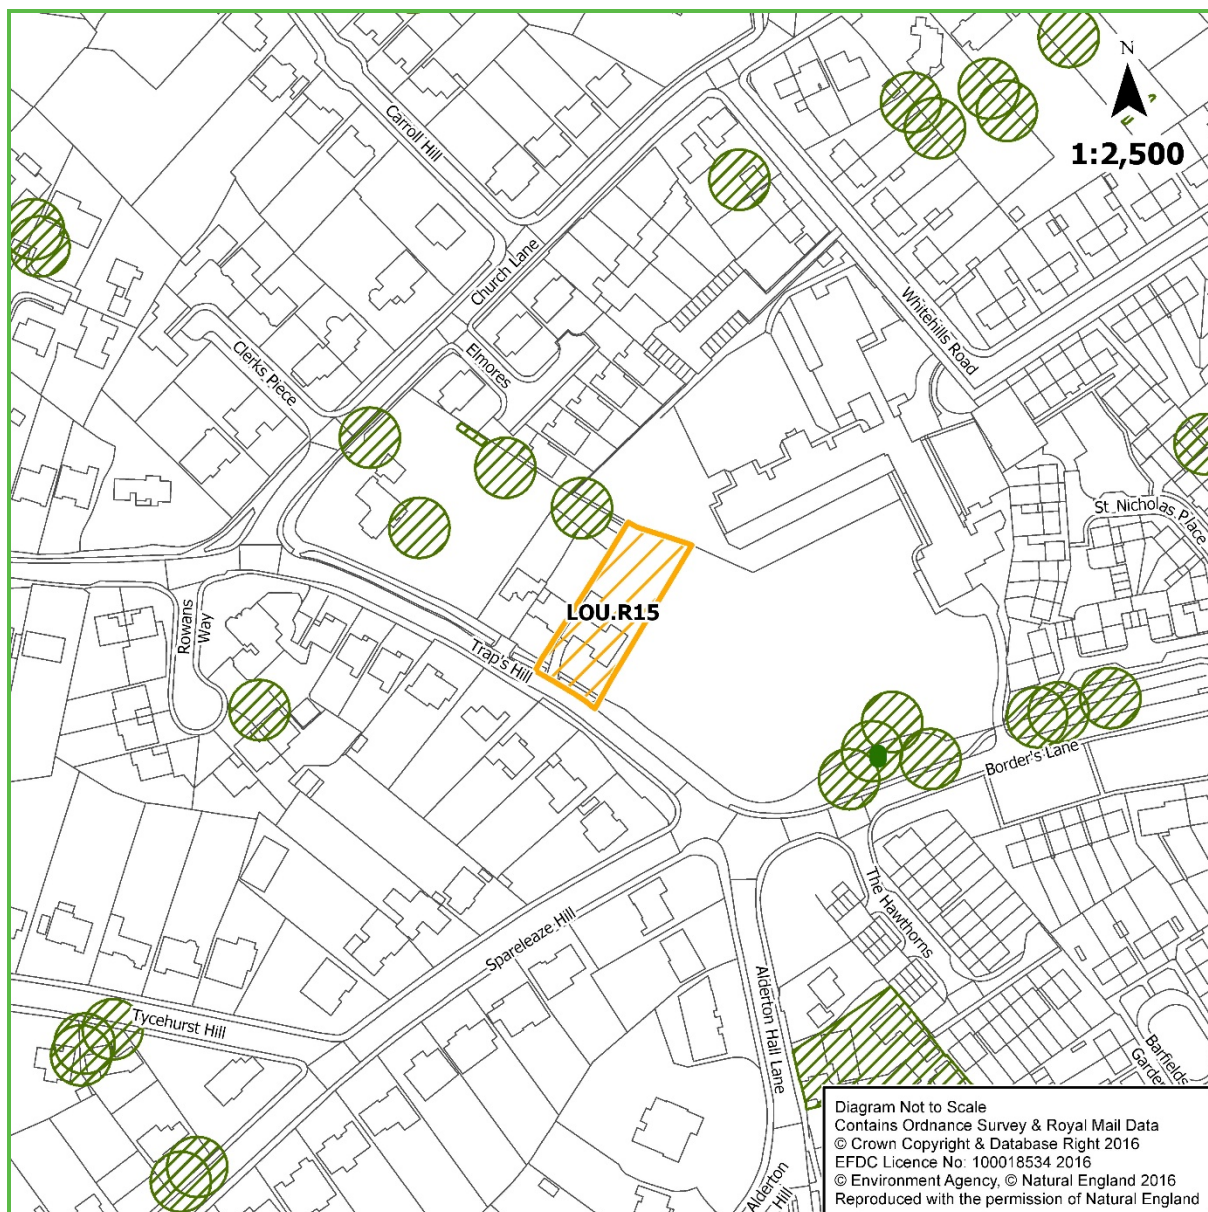 N
1:2,500
Carroll Hill
Church Lane
Whitehills Road
Elmores
Clerks Piece
St Nicholas Place
Rowans
Way
LOU.R15
Trap's Hill
Border's Lane
The Hawthorns
Spareleaze Hill
Alderton Hall Lane
Tycehurst Hill
Barfields
Garde
Alderton
Hill
Diagram Not to Scale
Contains Ordnance Survey & Royal Mail Data
© Crown Copyright & Database Right 2016
EFDC Licence No: 100018534 2016
© Environment Agency, © Natural England 2016
Reproduced with the permission of Natural England